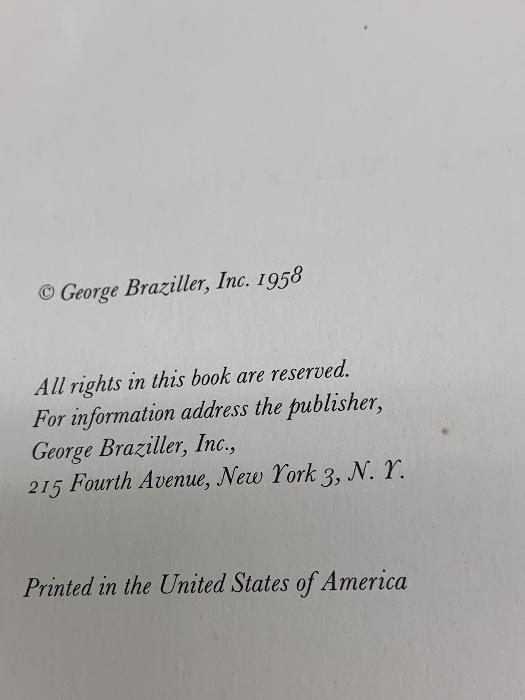 © George Braziller, Inc. 1958
All rights in this book are reserved.
For information address the publisher,
George Braziller, Inc.,
215 Fourth Avenue, New York 3, N. Y.
Printed in the United States of America